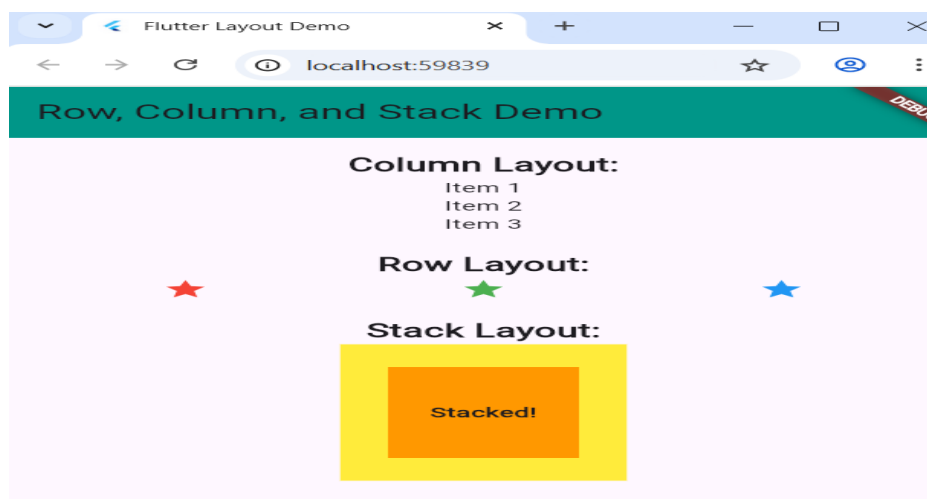 Flutter Layout Demo
localhost:59839
Row, Column, and Stack Demo
Column Layout:
Item 1
Item 2
Item 3
Row Layout:
Stack Layout:
Stacked!